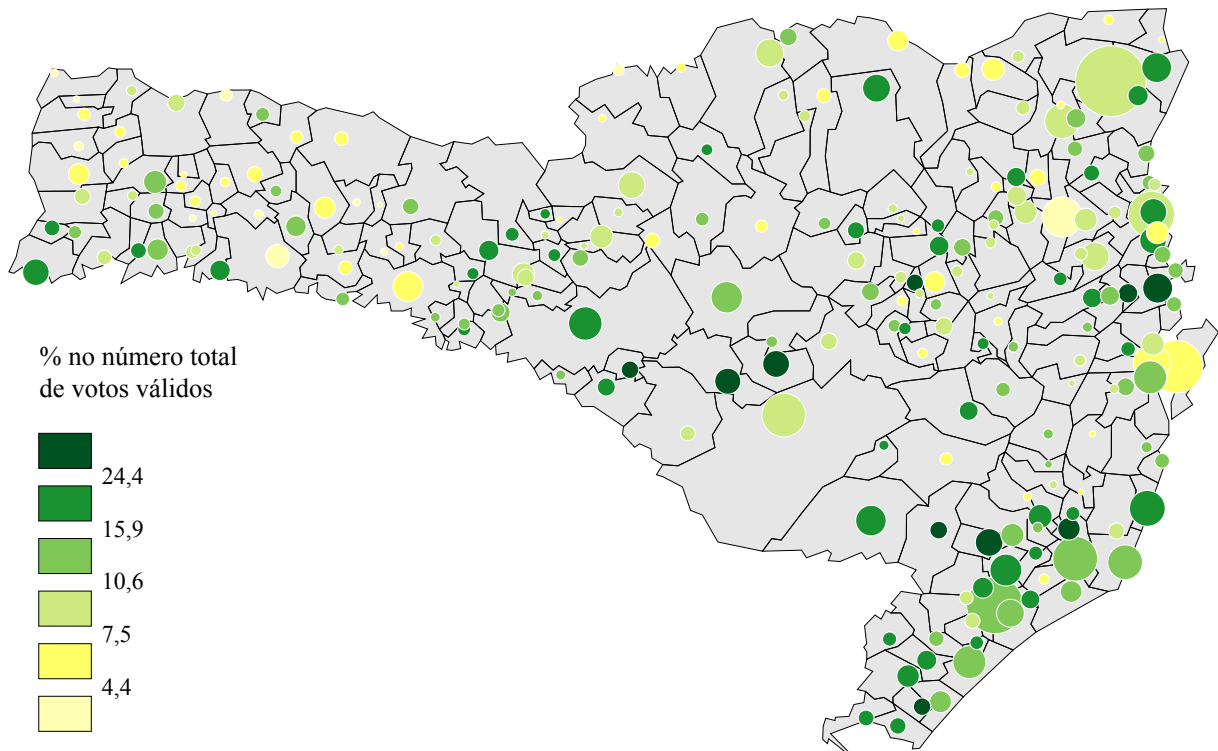 % no número total
de votos válidos
24,4
15,9
10,6
7,5
4,4